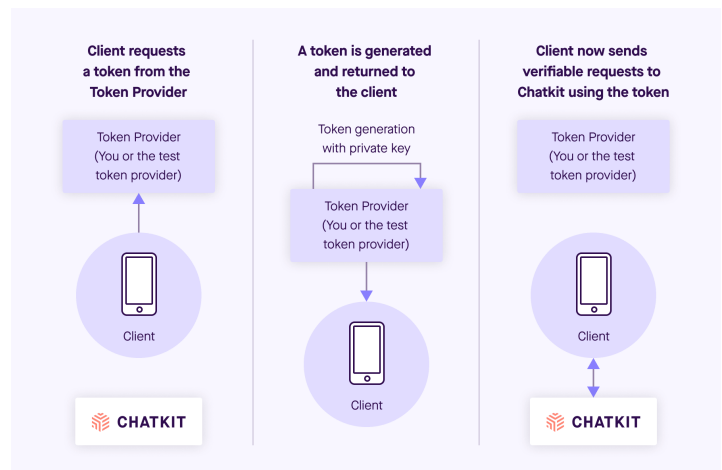 Client requests
a token from the
Token Provider
Token Provider
(You or the test
token provider)
Client
CHATKIT
A token is generated
and returned to
the client
Token generation
with private key
Token Provider
(You or the test
token provider)
Client
Client now sends
verifiable requests to
Chatkit using the token
Token Provider
(You or the test
token provider)
Client
CHATKIT